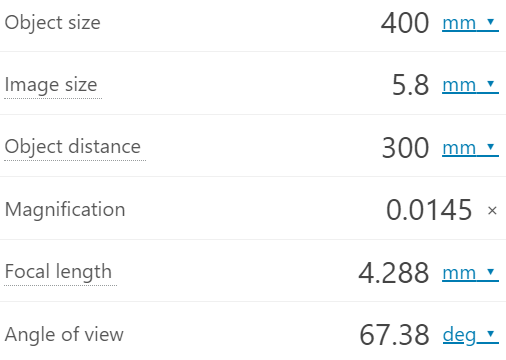 Object size 400 mm ▼
Image size 5.8 mm ▼
Object distance 300 mm ▼
Magnification 0.0145 ×
Focal length 4.288 mm ▼
Angle of view 67.38 deg ▼